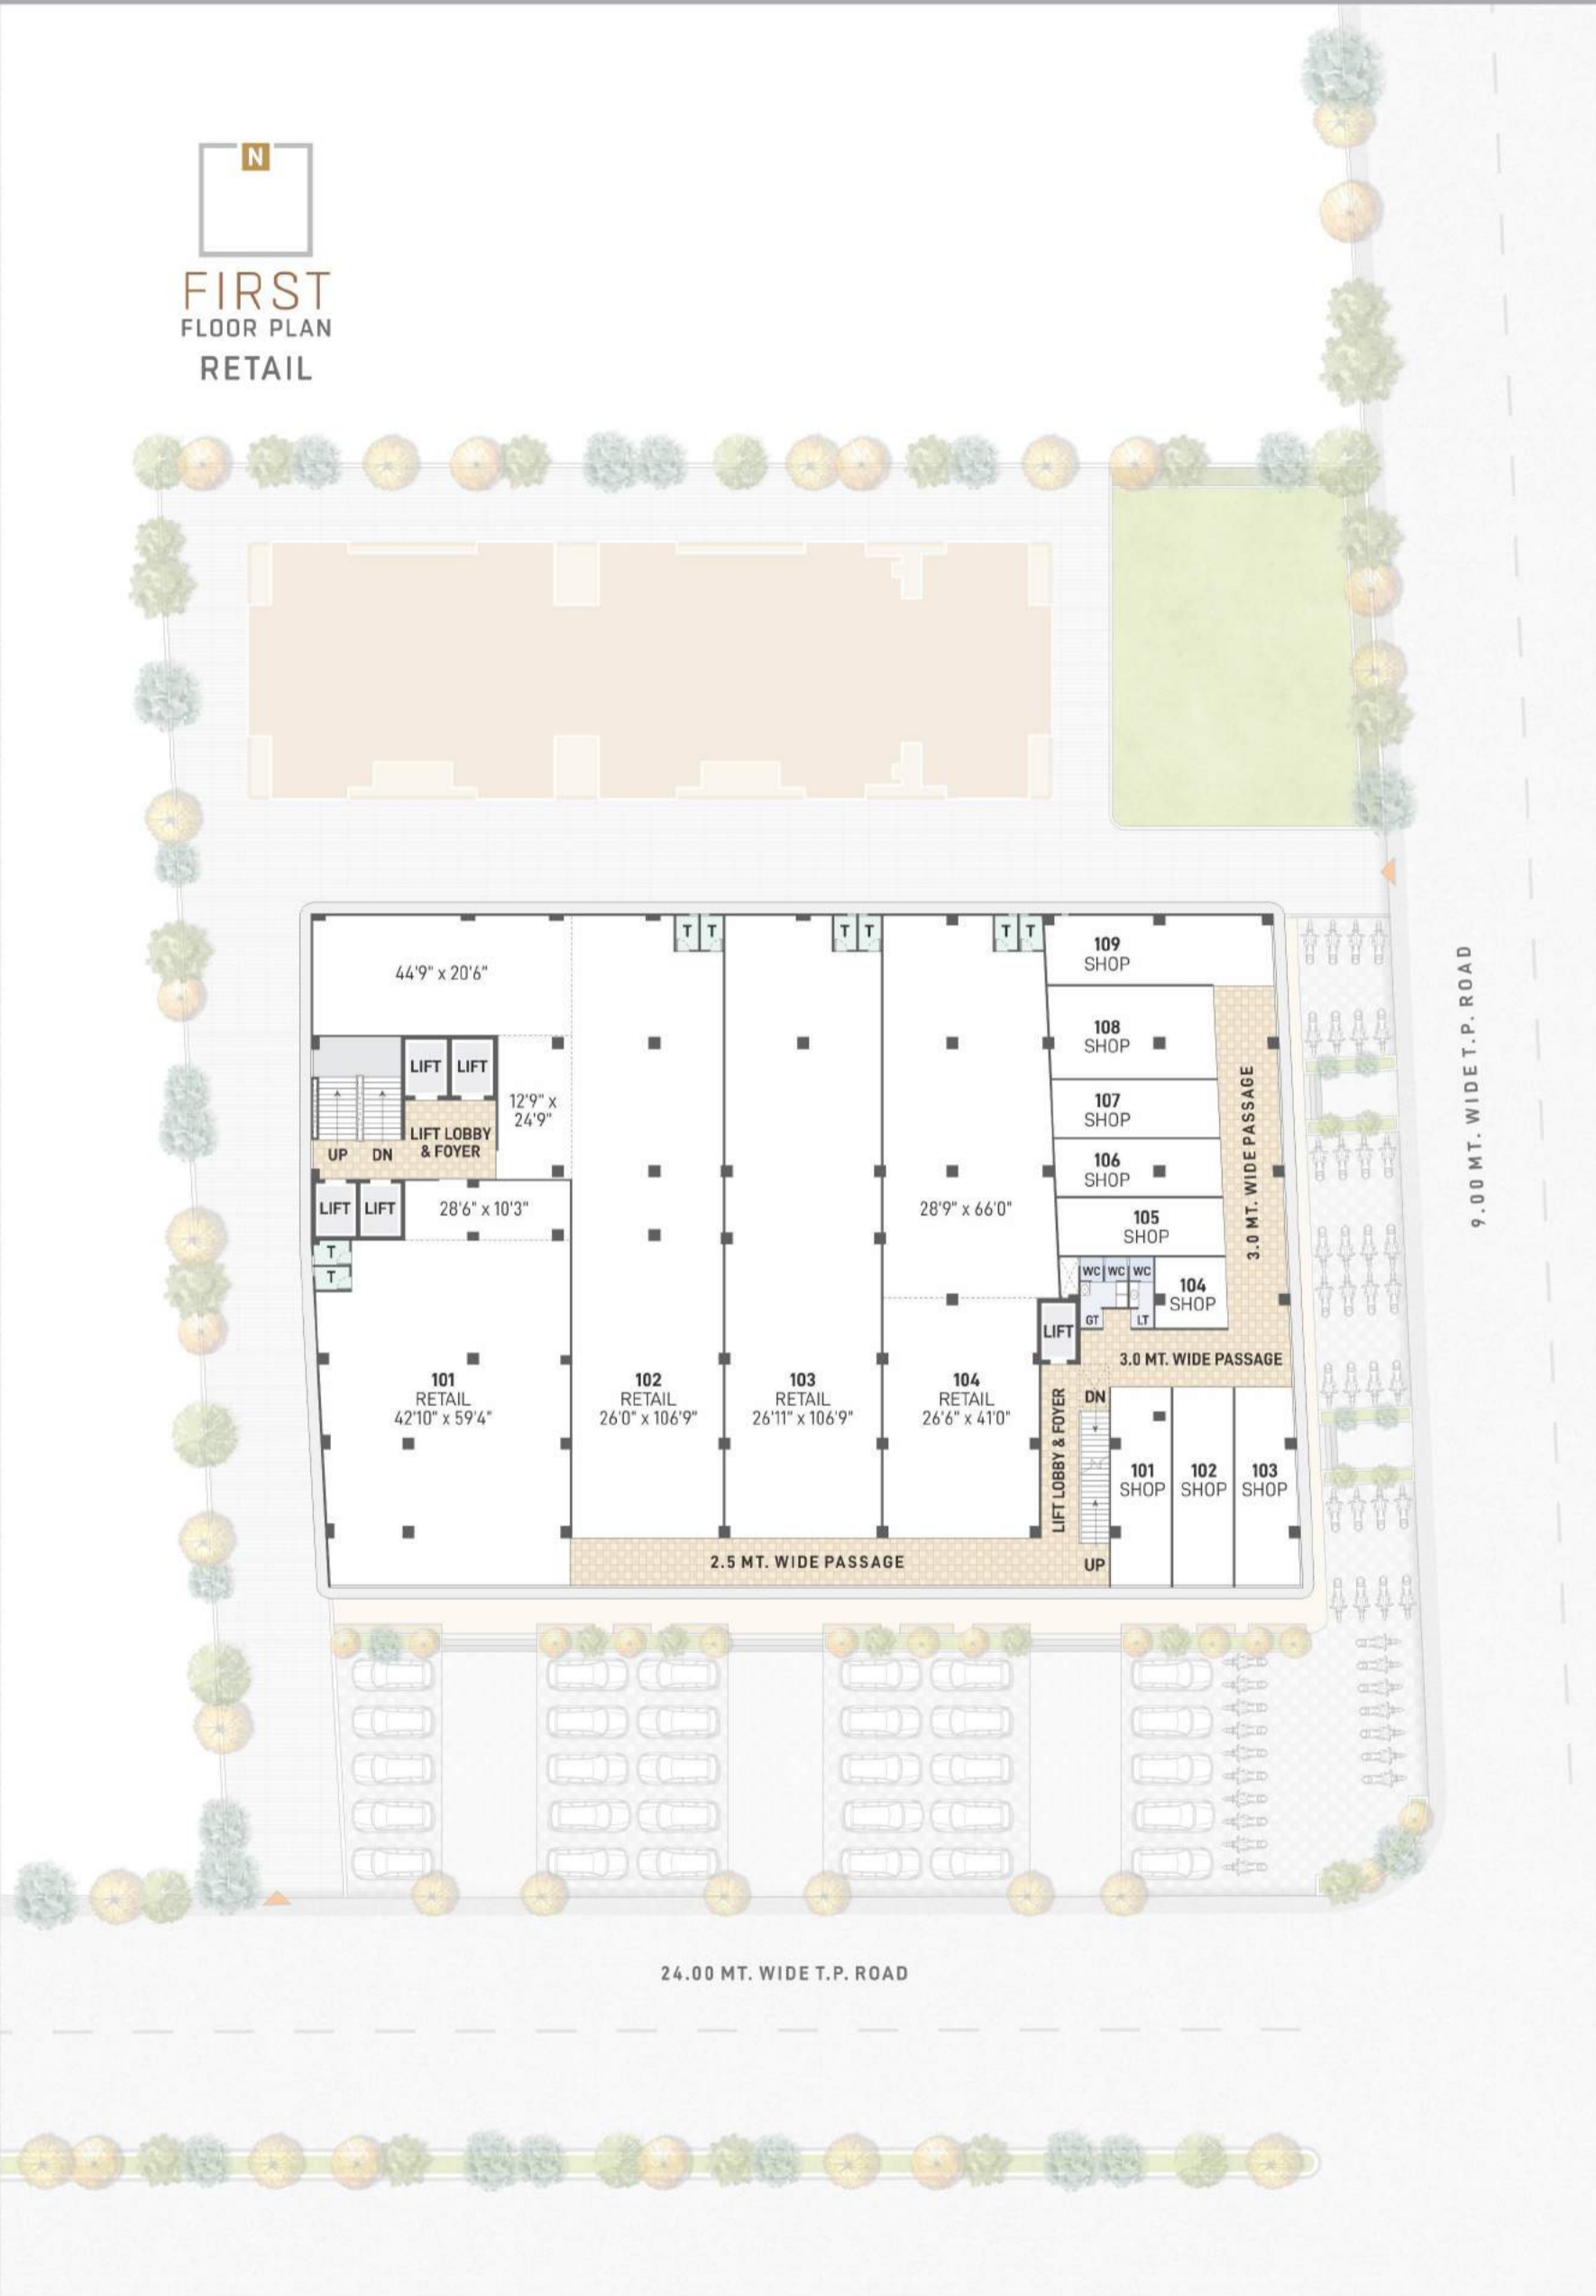 N
FIRST
FLOOR PLAN
RETAIL
T T
T T
T T
109
SHOP
44'9" x 20'6"
108
SHOP
LIFT
LIFT
12'9" x
24'9"
107
SHOP
LIFT LOBBY
& FOYER
UP
DN
106
SHOP
3.0 MT. WIDE PASSAGE
9.00 MT. WIDE T.P. ROAD
LIFT
LIFT
28'6" x 10'3"
28'9" x 66'0"
105
SHOP
T
T
WC WC WC
104
SHOP
GT
LT
LIFT
3.0 MT. WIDE PASSAGE
101
RETAIL
42'10" x 59'4"
102
RETAIL
26'0" x 106'9"
103
RETAIL
26'11" x 106'9"
104
RETAIL
26'6" x 41'0"
LIFT LOBBY & FOYER
DN
101
SHOP
102
SHOP
103
SHOP
2.5 MT. WIDE PASSAGE
UP
24.00 MT. WIDE T.P. ROAD